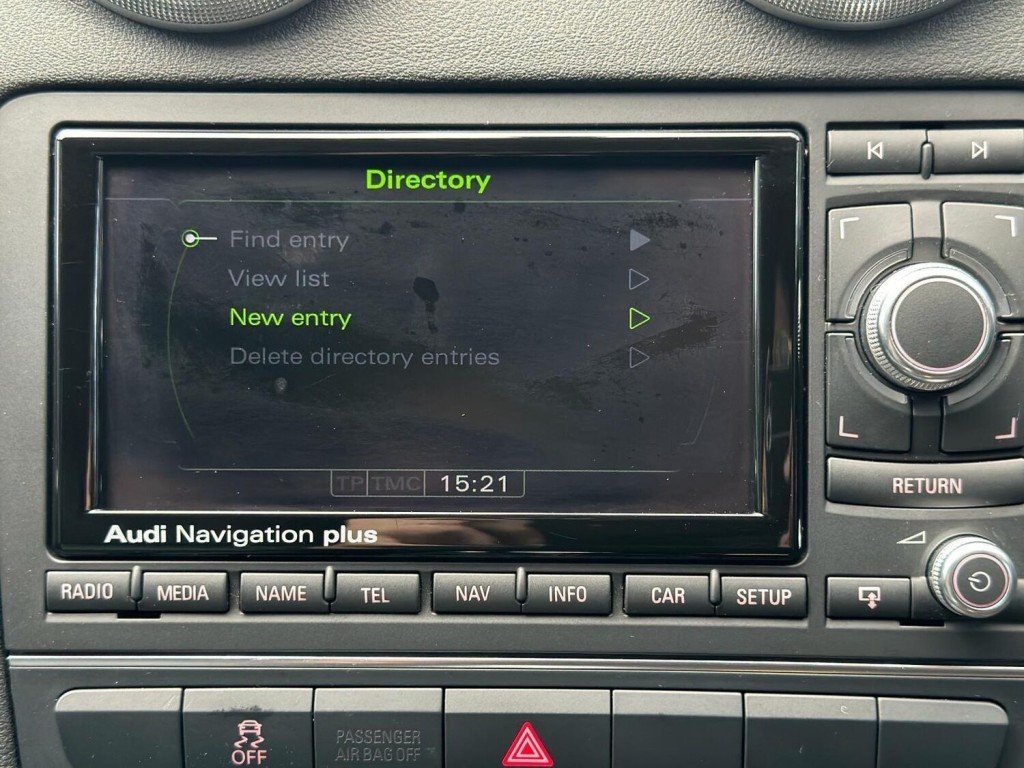 Directory
Find entry
View list
New entry
Delete directory entries
TP TMC 15:21
Audi Navigation plus
RETURN
RADIO MEDIA NAME TEL NAV INFO CAR SETUP
OFF
PASSENGER
AIR BAG OFF